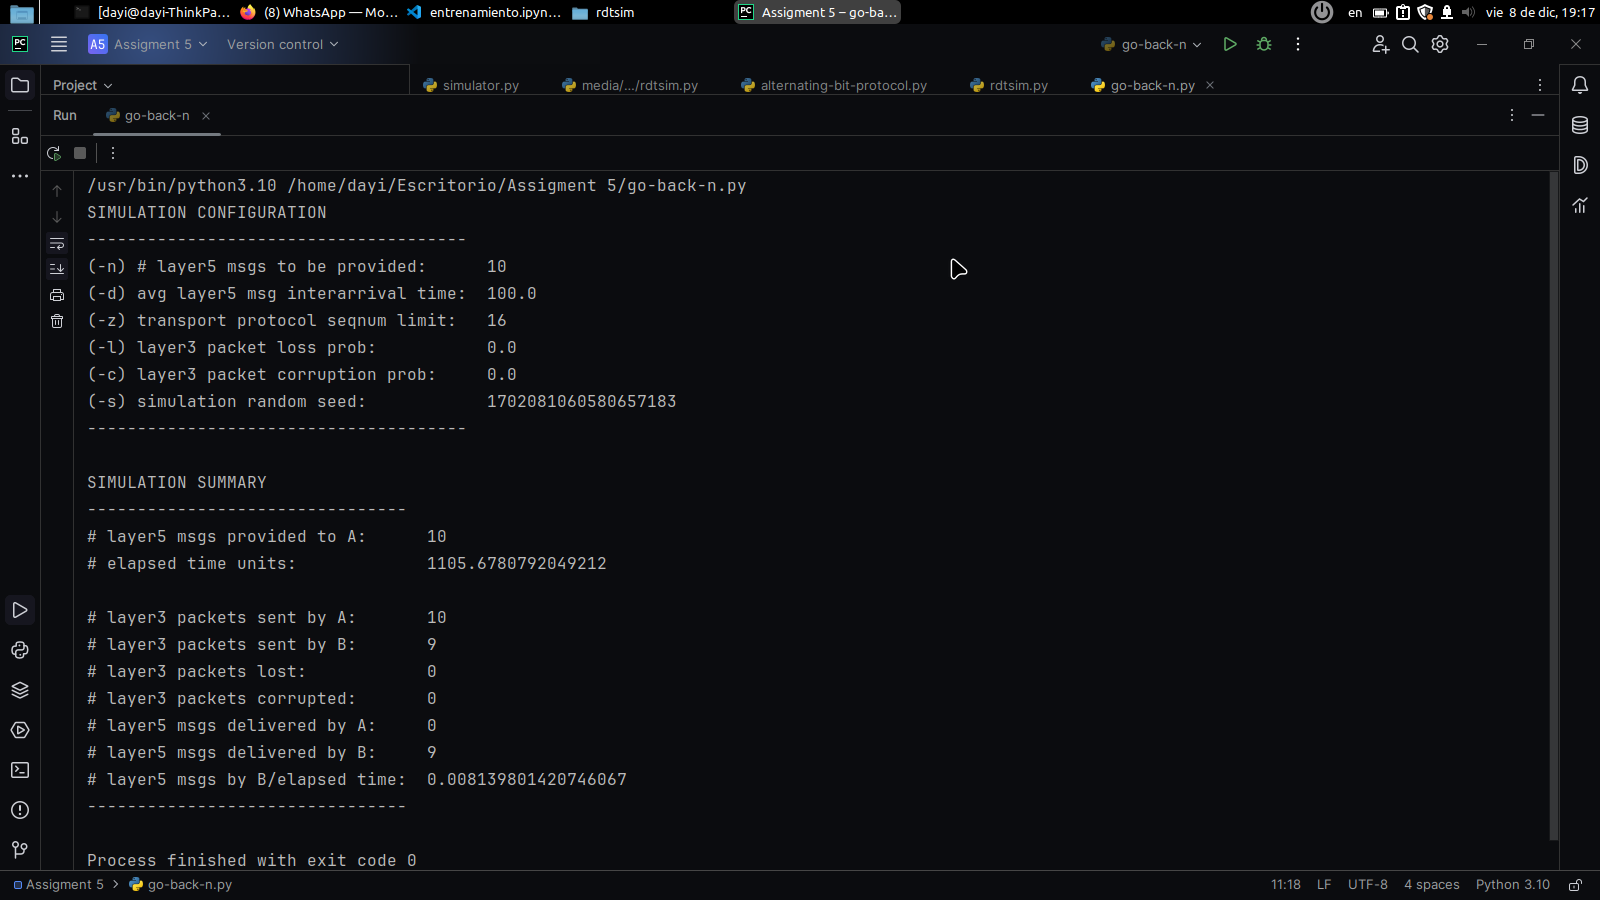 [dayi@dayi-ThinkPa... (8) WhatsApp — Mo... entrenamiento.ipyn... rdtsim PC Assigment 5 – go-ba... en vie 8 de dic, 19:17
PC A5 Assigment 5 Version control go-back-n
Project simulator.py media/.../rdtsim.py alternating-bit-protocol.py rdtsim.py go-back-n.py
Run go-back-n
/usr/bin/python3.10 /home/dayi/Escritorio/Assigment 5/go-back-n.py
SIMULATION CONFIGURATION
--------------------------------------
(-n) # layer5 msgs to be provided: 10
(-d) avg layer5 msg interarrival time: 100.0
(-z) transport protocol seqnum limit: 16
(-l) layer3 packet loss prob: 0.0
(-c) layer3 packet corruption prob: 0.0
(-s) simulation random seed: 1702081060580657183
--------------------------------------
SIMULATION SUMMARY
--------------------------------
# layer5 msgs provided to A: 10
# elapsed time units: 1105.6780792049212
# layer3 packets sent by A: 10
# layer3 packets sent by B: 9
# layer3 packets lost: 0
# layer3 packets corrupted: 0
# layer5 msgs delivered by A: 0
# layer5 msgs delivered by B: 9
# layer5 msgs by B/elapsed time: 0.008139801420746067
--------------------------------
Process finished with exit code 0
Assigment 5 > go-back-n.py 11:18 LF UTF-8 4 spaces Python 3.10